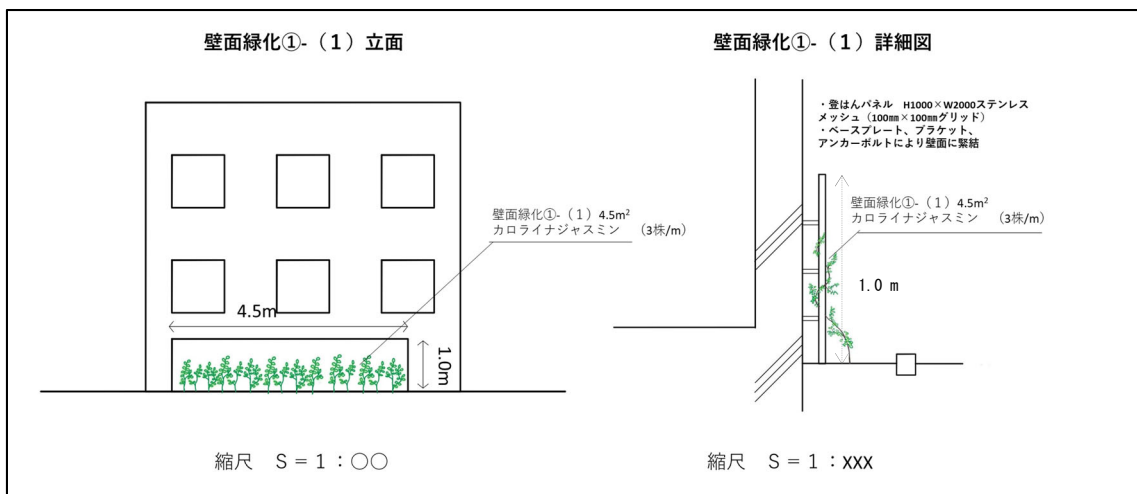 壁面緑化①-（１）立面
4.5m
1.0m
壁面緑化①-（１）4.5m²
カロライナジャスミン　（3株/m）
縮尺　Ｓ＝１：〇〇
壁面緑化①-（１）詳細図
・登はんパネル　H1000×W2000ステンレス
メッシュ（100㎜×100㎜グリッド）
・ベースプレート、ブラケット、
アンカーボルトにより壁面に緊結
壁面緑化①-（１）4.5m²
カロライナジャスミン　（3株/m）
1.0 m
縮尺　Ｓ＝１：XXX